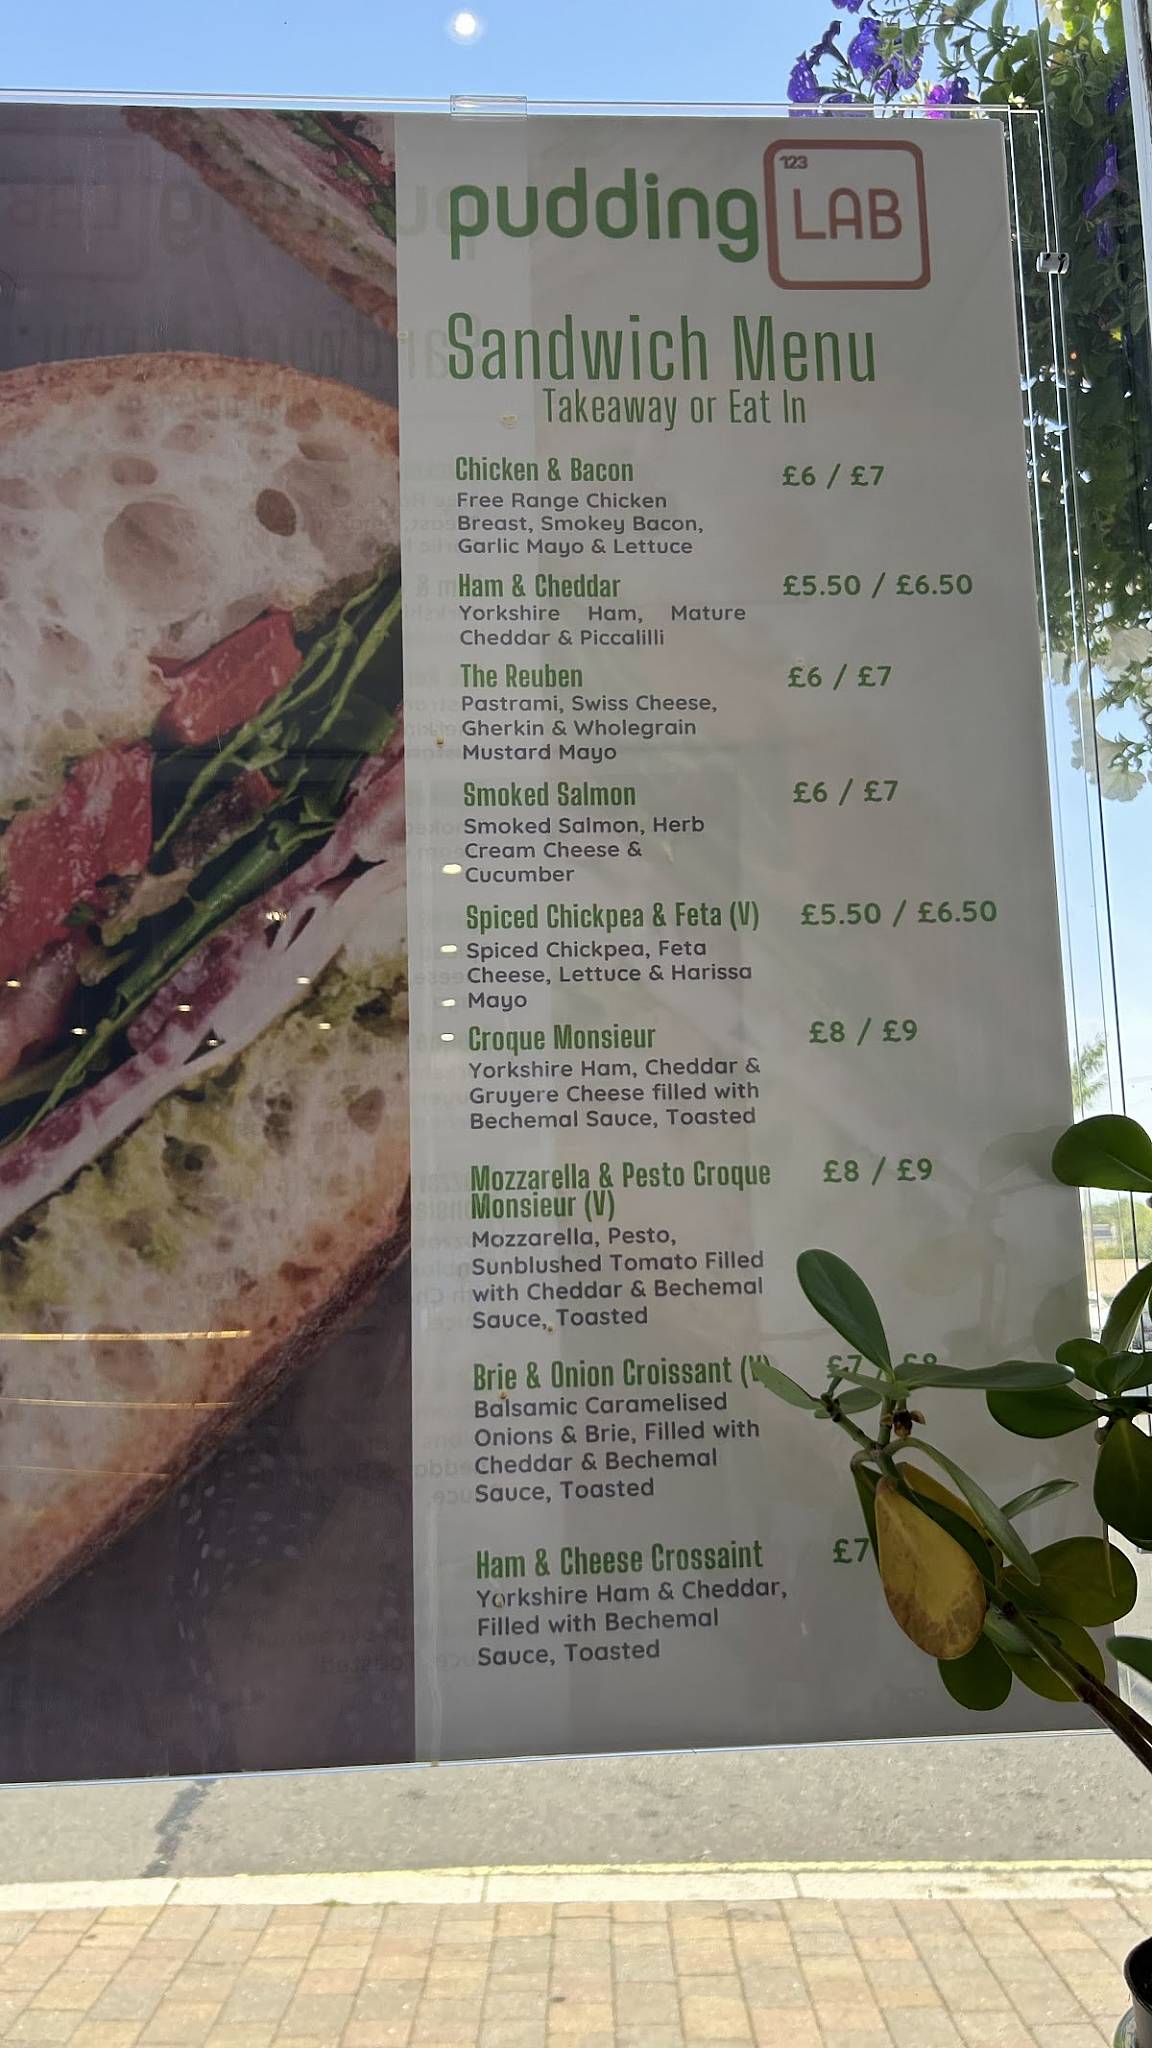 pudding 123 LAB
Sandwich Menu
Takeaway or Eat In
Chicken & Bacon £6 / £7
Free Range Chicken
Breast, Smokey Bacon,
Garlic Mayo & Lettuce
Ham & Cheddar £5.50 / £6.50
Yorkshire Ham, Mature
Cheddar & Piccalilli
The Reuben £6 / £7
Pastrami, Swiss Cheese,
Gherkin & Wholegrain
Mustard Mayo
Smoked Salmon £6 / £7
Smoked Salmon, Herb
Cream Cheese &
Cucumber
Spiced Chickpea & Feta (V) £5.50 / £6.50
Spiced Chickpea, Feta
Cheese, Lettuce & Harissa
Mayo
Croque Monsieur £8 / £9
Yorkshire Ham, Cheddar &
Gruyere Cheese filled with
Bechemal Sauce, Toasted
Mozzarella & Pesto Croque £8 / £9
Monsieur (V)
Mozzarella, Pesto,
Sunblushed Tomato Filled
with Cheddar & Bechemal
Sauce, Toasted
Brie & Onion Croissant (V) £7 £8
Balsamic Caramelised
Onions & Brie, Filled with
Cheddar & Bechemal
Sauce, Toasted
Ham & Cheese Crossaint £7
Yorkshire Ham & Cheddar,
Filled with Bechemal
Sauce, Toasted